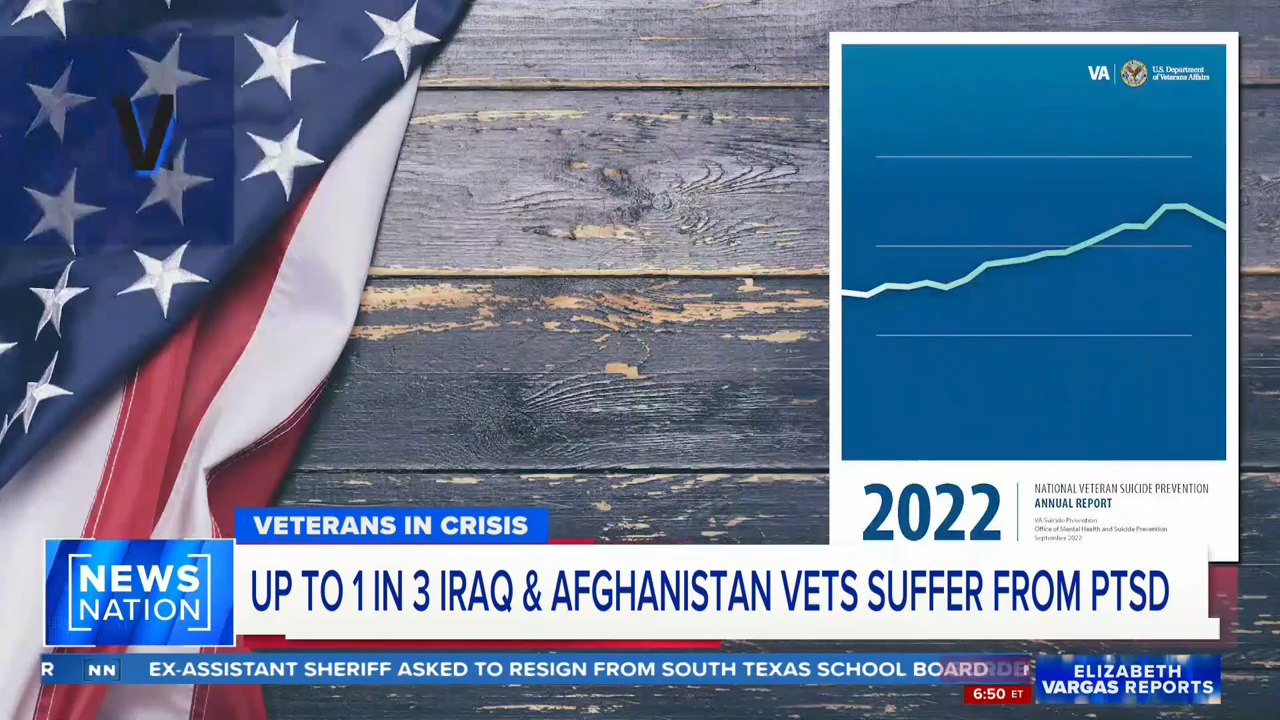 V
VA
U.S. Department
of Veterans Affairs
2022
NATIONAL VETERAN SUICIDE PREVENTION
ANNUAL REPORT
VA Suicide Prevention
Office of Mental Health and Suicide Prevention
September 2022
VETERANS IN CRISIS
NEWS
NATION
UP TO 1 IN 3 IRAQ & AFGHANISTAN VETS SUFFER FROM PTSD
R NN EX-ASSISTANT SHERIFF ASKED TO RESIGN FROM SOUTH TEXAS SCHOOL BOARD
ELIZABETH
VARGAS REPORTS
6:50 ET